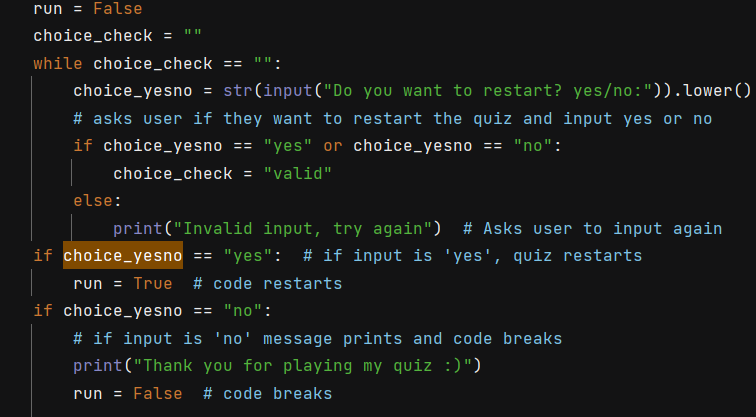 run = False
choice_check = ""
while choice_check == "":
choice_yesno = str(input("Do you want to restart? yes/no:")).lower()
# asks user if they want to restart the quiz and input yes or no
if choice_yesno == "yes" or choice_yesno == "no":
choice_check = "valid"
else:
print("Invalid input, try again")  # Asks user to input again
if choice_yesno == "yes":  # if input is 'yes', quiz restarts
run = True  # code restarts
if choice_yesno == "no":
# if input is 'no' message prints and code breaks
print("Thank you for playing my quiz :)")
run = False  # code breaks